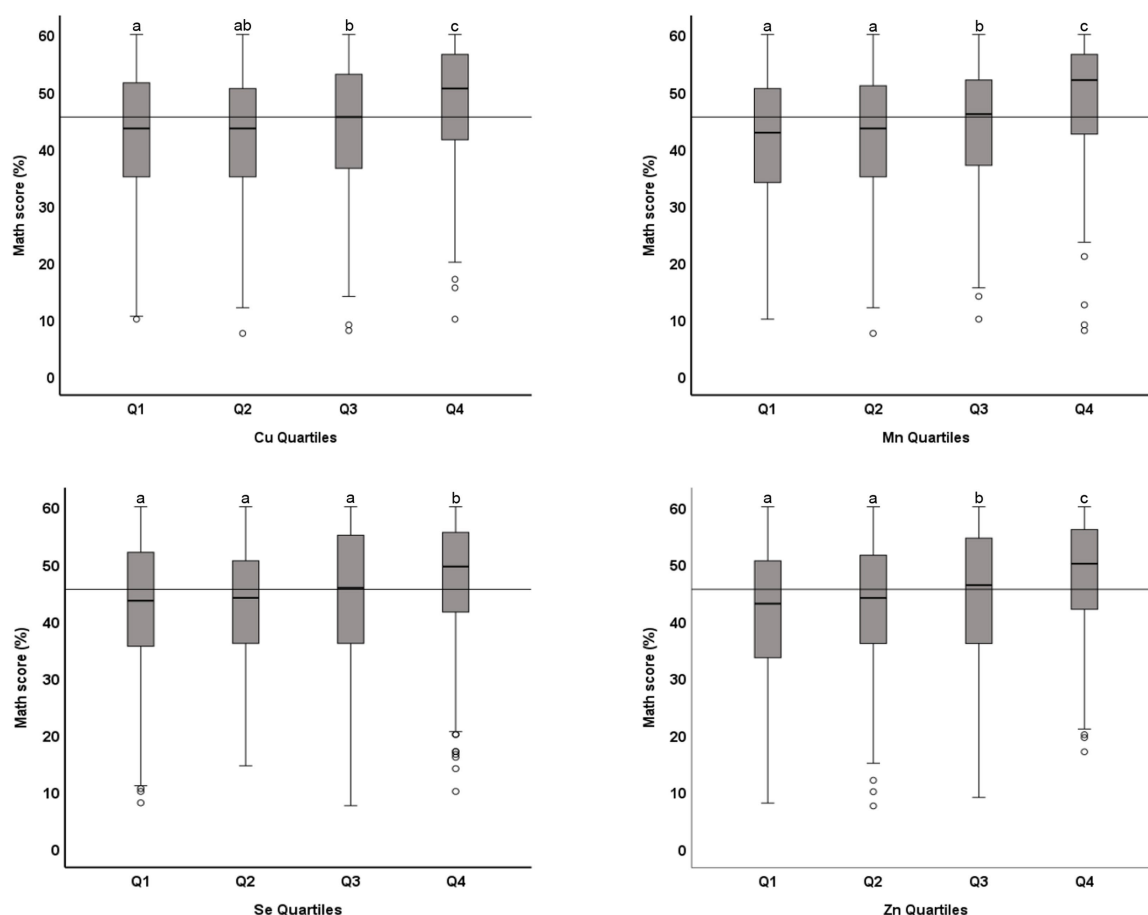 a ab b c
60
50
40
30
20
10
0
Math score (%)
Q1 Q2 Q3 Q4
Cu Quartiles
a a b c
60
50
40
30
20
10
0
Math score (%)
Q1 Q2 Q3 Q4
Mn Quartiles
a a a b
60
50
40
30
20
10
0
Math score (%)
Q1 Q2 Q3 Q4
Se Quartiles
a a b c
60
50
40
30
20
10
0
Math score (%)
Q1 Q2 Q3 Q4
Zn Quartiles